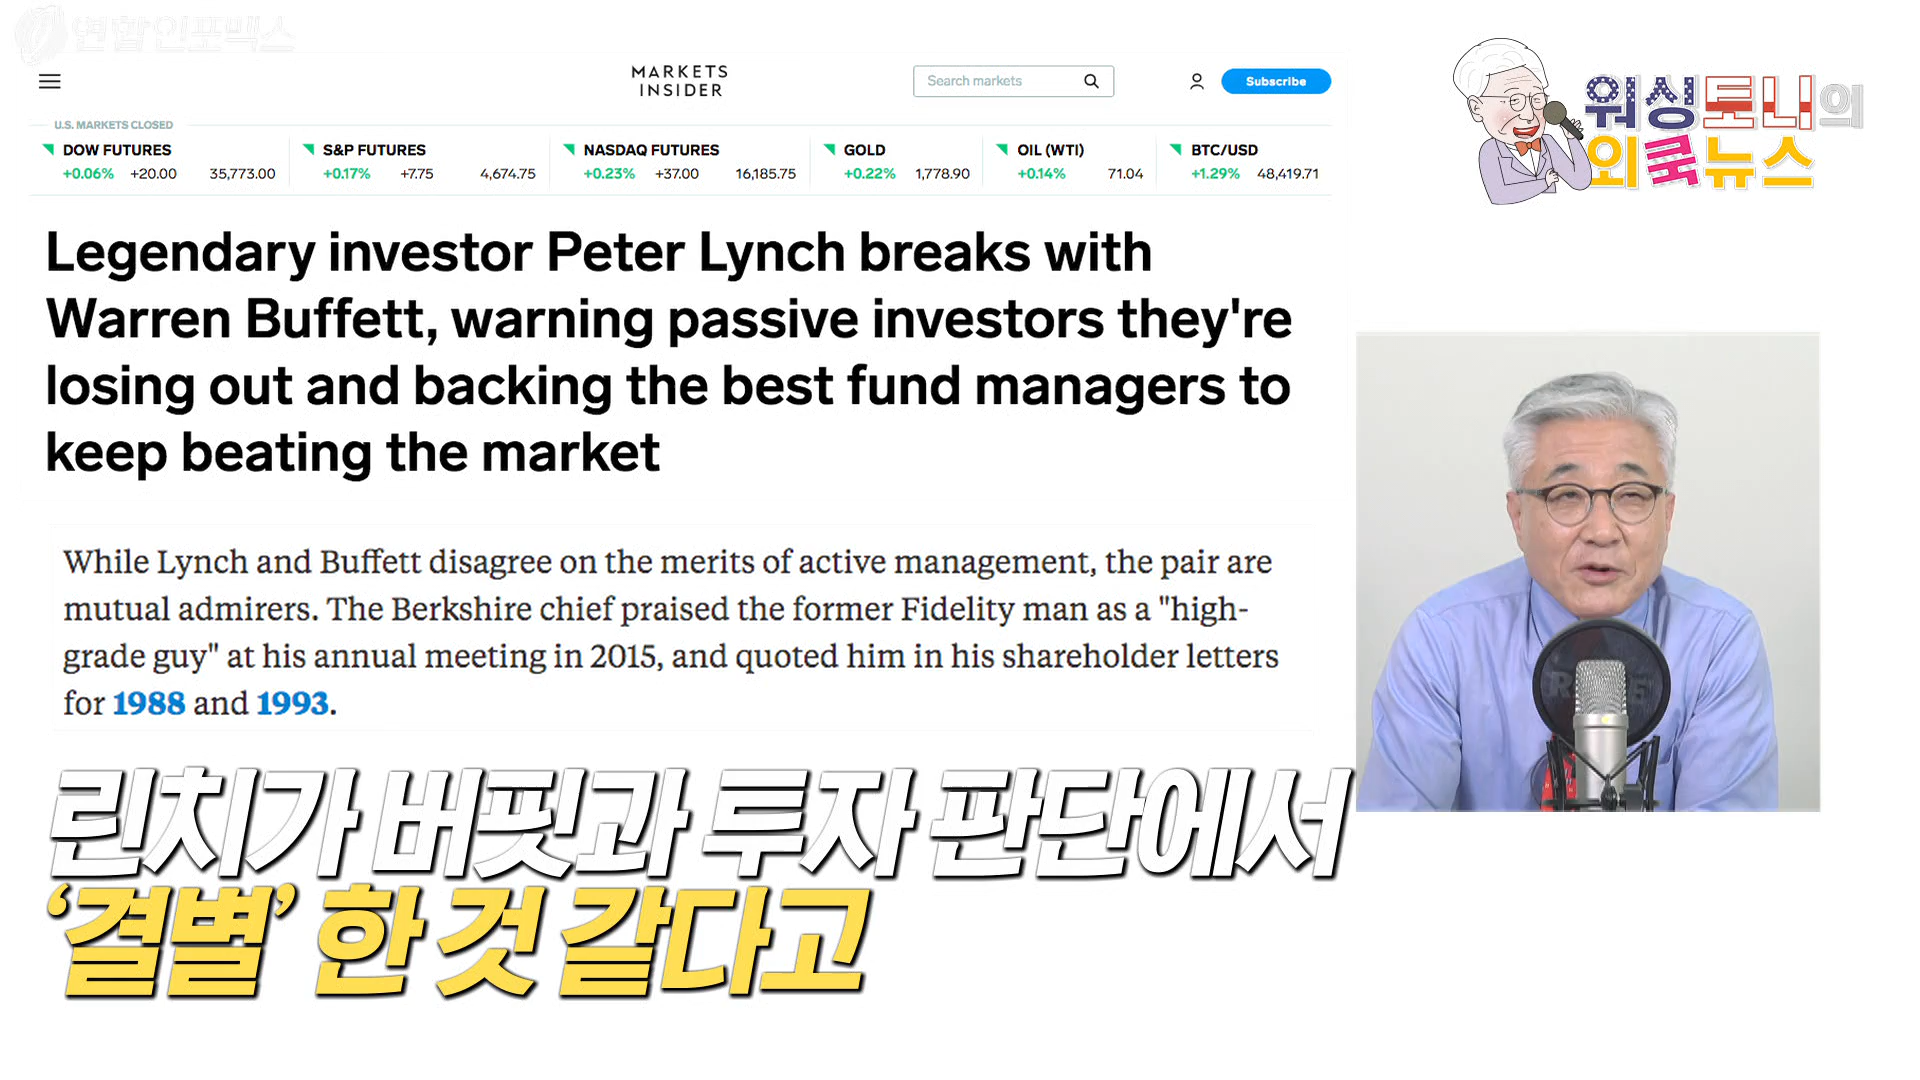 연합인포맥스
MARKETS
INSIDER
Search markets
Subscribe
워싱토니의
외쿡뉴스
U.S. MARKETS CLOSED
DOW FUTURES
+0.06% +20.00 35,773.00
S&P FUTURES
+0.17% +7.75 4,674.75
NASDAQ FUTURES
+0.23% +37.00 16,185.75
GOLD
+0.22% 1,778.90
OIL (WTI)
+0.14% 71.04
BTC/USD
+1.29% 48,419.71
Legendary investor Peter Lynch breaks with
Warren Buffett, warning passive investors they're
losing out and backing the best fund managers to
keep beating the market
While Lynch and Buffett disagree on the merits of active management, the pair are
mutual admirers. The Berkshire chief praised the former Fidelity man as a "high-
grade guy" at his annual meeting in 2015, and quoted him in his shareholder letters
for 1988 and 1993.
린치가 버핏과 투자 판단에서
‘결별’ 한 것 같다고